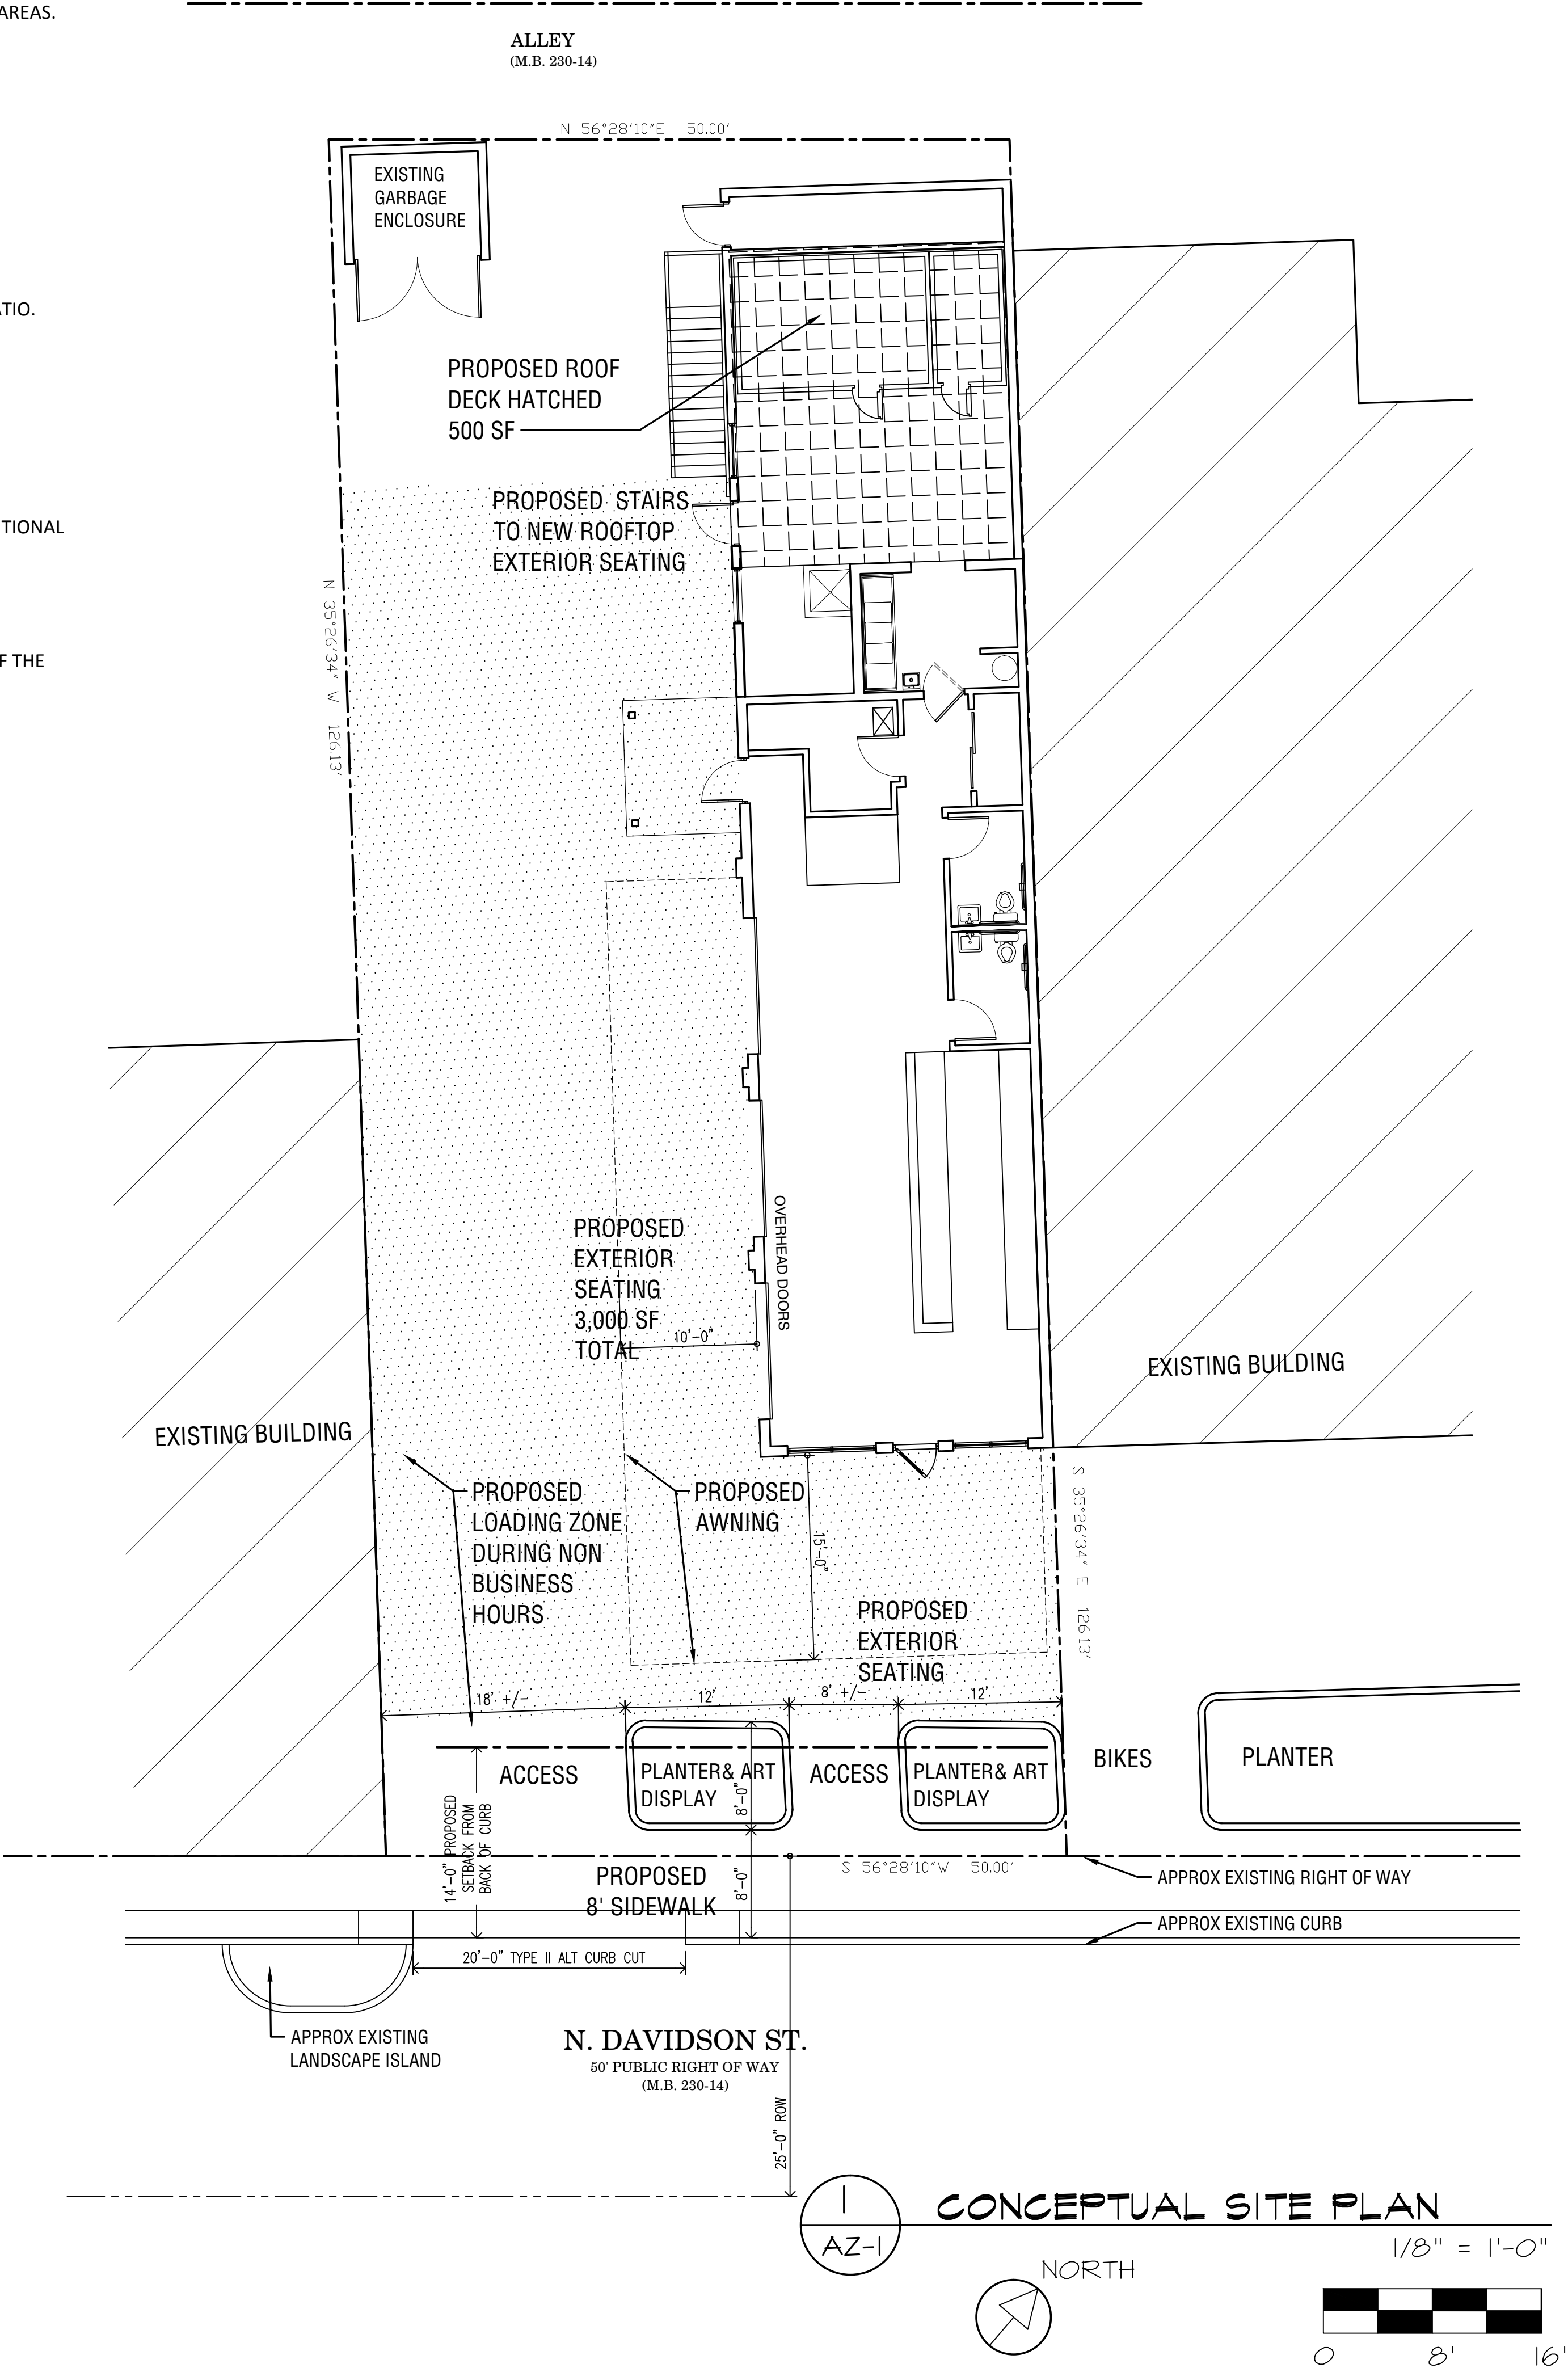 AREAS.
ALLEY
(M.B. 230-14)
N 56°28'10"E 50.00'
EXISTING
GARBAGE
ENCLOSURE
ATIO.
PROPOSED ROOF
DECK HATCHED
500 SF
PROPOSED STAIRS
TO NEW ROOFTOP
EXTERIOR SEATING
TIONAL
N 35°26'34" W 126.13'
F THE
OVERHEAD DOORS
PROPOSED
EXTERIOR
SEATING
3,000 SF
TOTAL
10'-0"
EXISTING BUILDING
EXISTING BUILDING
PROPOSED
LOADING ZONE
DURING NON
BUSINESS
HOURS
PROPOSED
AWNING
15'-0"
S 35°26'34" E 126.13'
PROPOSED
EXTERIOR
SEATING
18' +/-
12'
8' +/-
12'
ACCESS
PLANTER& ART
DISPLAY
8'-0"
ACCESS
PLANTER& ART
DISPLAY
BIKES
PLANTER
14'-0" PROPOSED
SETBACK FROM
BACK OF CURB
PROPOSED
8' SIDEWALK
8'-0"
S 56°28'10"W 50.00'
APPROX EXISTING RIGHT OF WAY
APPROX EXISTING CURB
20'-0" TYPE II ALT CURB CUT
APPROX EXISTING
LANDSCAPE ISLAND
N. DAVIDSON ST.
50' PUBLIC RIGHT OF WAY
(M.B. 230-14)
25'-0" ROW
1
AZ-1
CONCEPTUAL SITE PLAN
1/8" = 1'-0"
NORTH
0 8' 16'